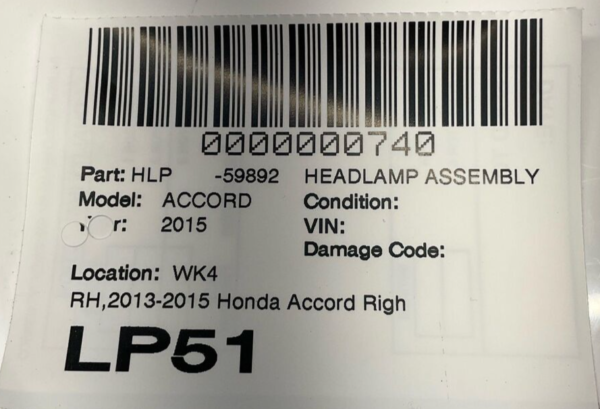 0000000740
Part: HLP -59892 HEADLAMP ASSEMBLY
Model: ACCORD Condition:
2015 VIN:
Damage Code:
Location: WK4
RH,2013-2015 Honda Accord Righ
LP51